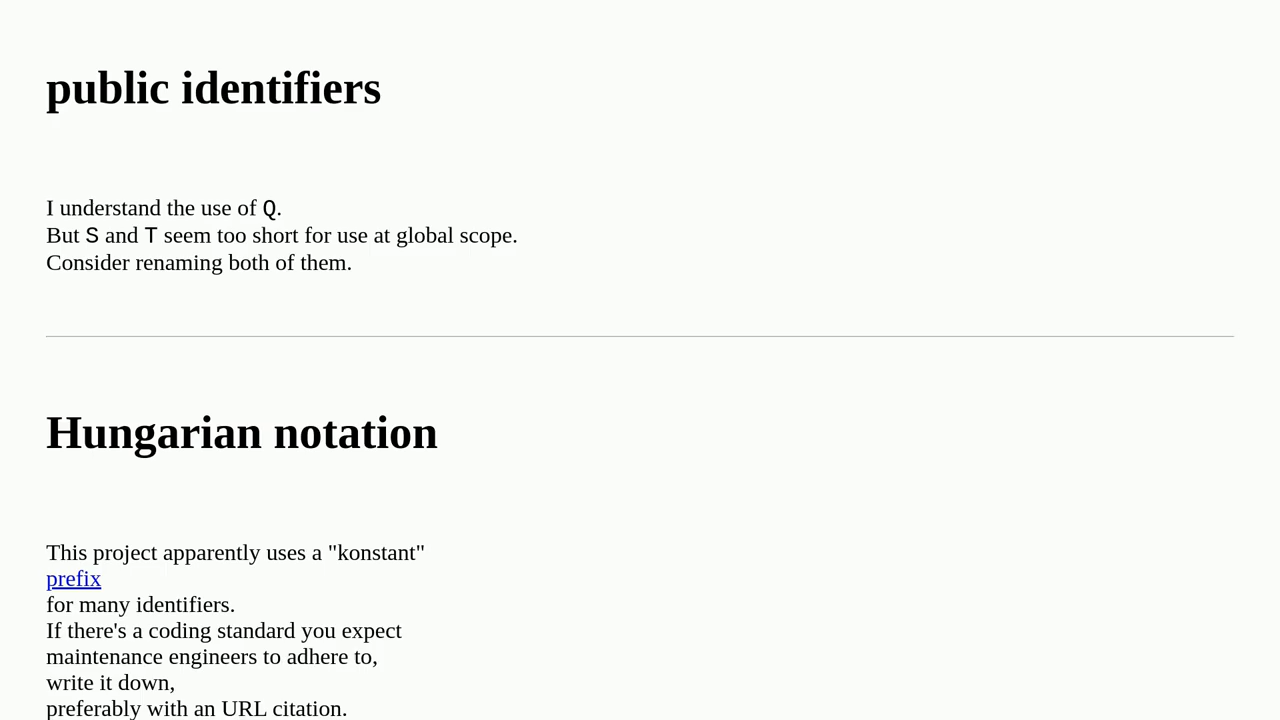 public identifiers
I understand the use of Q.
But S and T seem too short for use at global scope.
Consider renaming both of them.
Hungarian notation
This project apparently uses a "konstant"
prefix
for many identifiers.
If there's a coding standard you expect
maintenance engineers to adhere to,
write it down,
preferably with an URL citation.